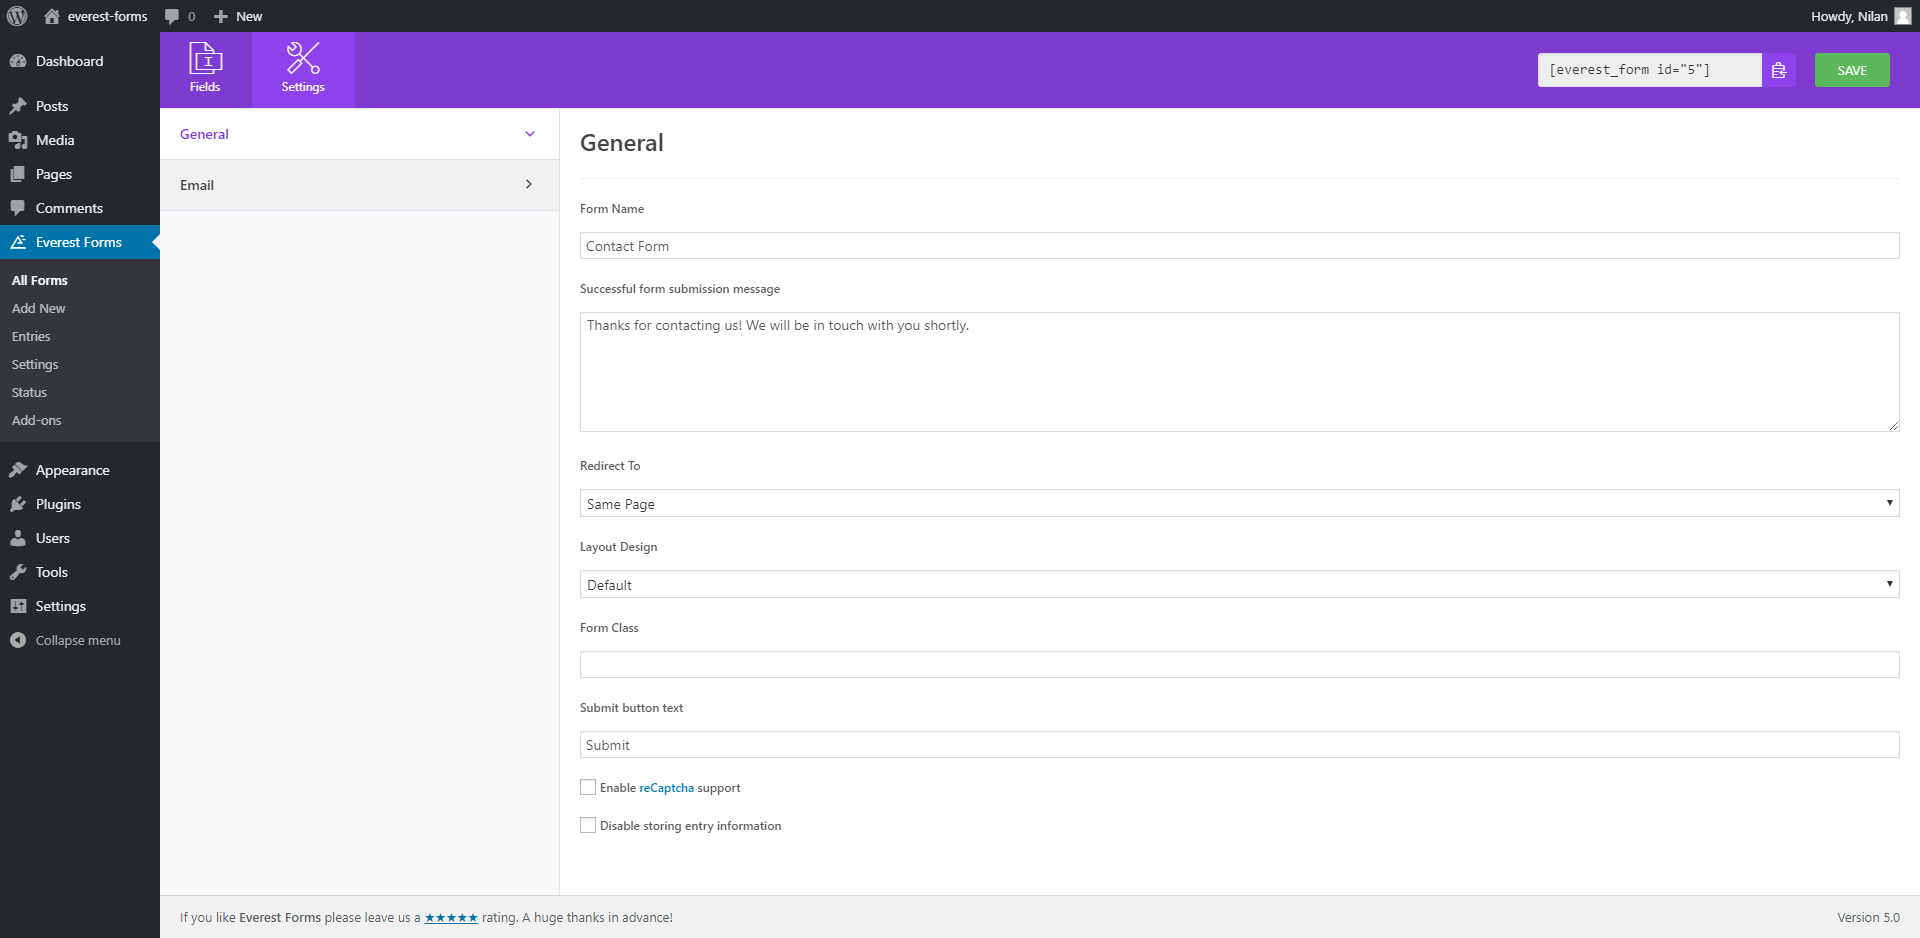 everest-forms
0
New
Howdy, Nilan
Dashboard
Posts
Media
Pages
Comments
Everest Forms
All Forms
Add New
Entries
Settings
Status
Add-ons
Appearance
Plugins
Users
Tools
Settings
Collapse menu
Fields
Settings
[everest_form id="5"]
SAVE
General
Email
General
Form Name
Contact Form
Successful form submission message
Thanks for contacting us! We will be in touch with you shortly.
Redirect To
Same Page
Layout Design
Default
Form Class
Submit button text
Submit
Enable reCaptcha support
Disable storing entry information
If you like Everest Forms please leave us a ★★★★★ rating. A huge thanks in advance!
Version 5.0